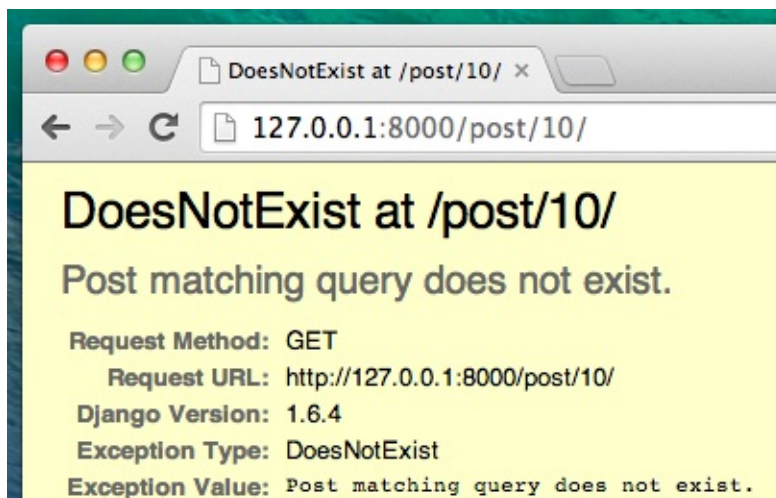 DoesNotExist at /post/10/ ×
127.0.0.1:8000/post/10/
DoesNotExist at /post/10/
Post matching query does not exist.
Request Method: GET
Request URL: http://127.0.0.1:8000/post/10/
Django Version: 1.6.4
Exception Type: DoesNotExist
Exception Value: Post matching query does not exist.